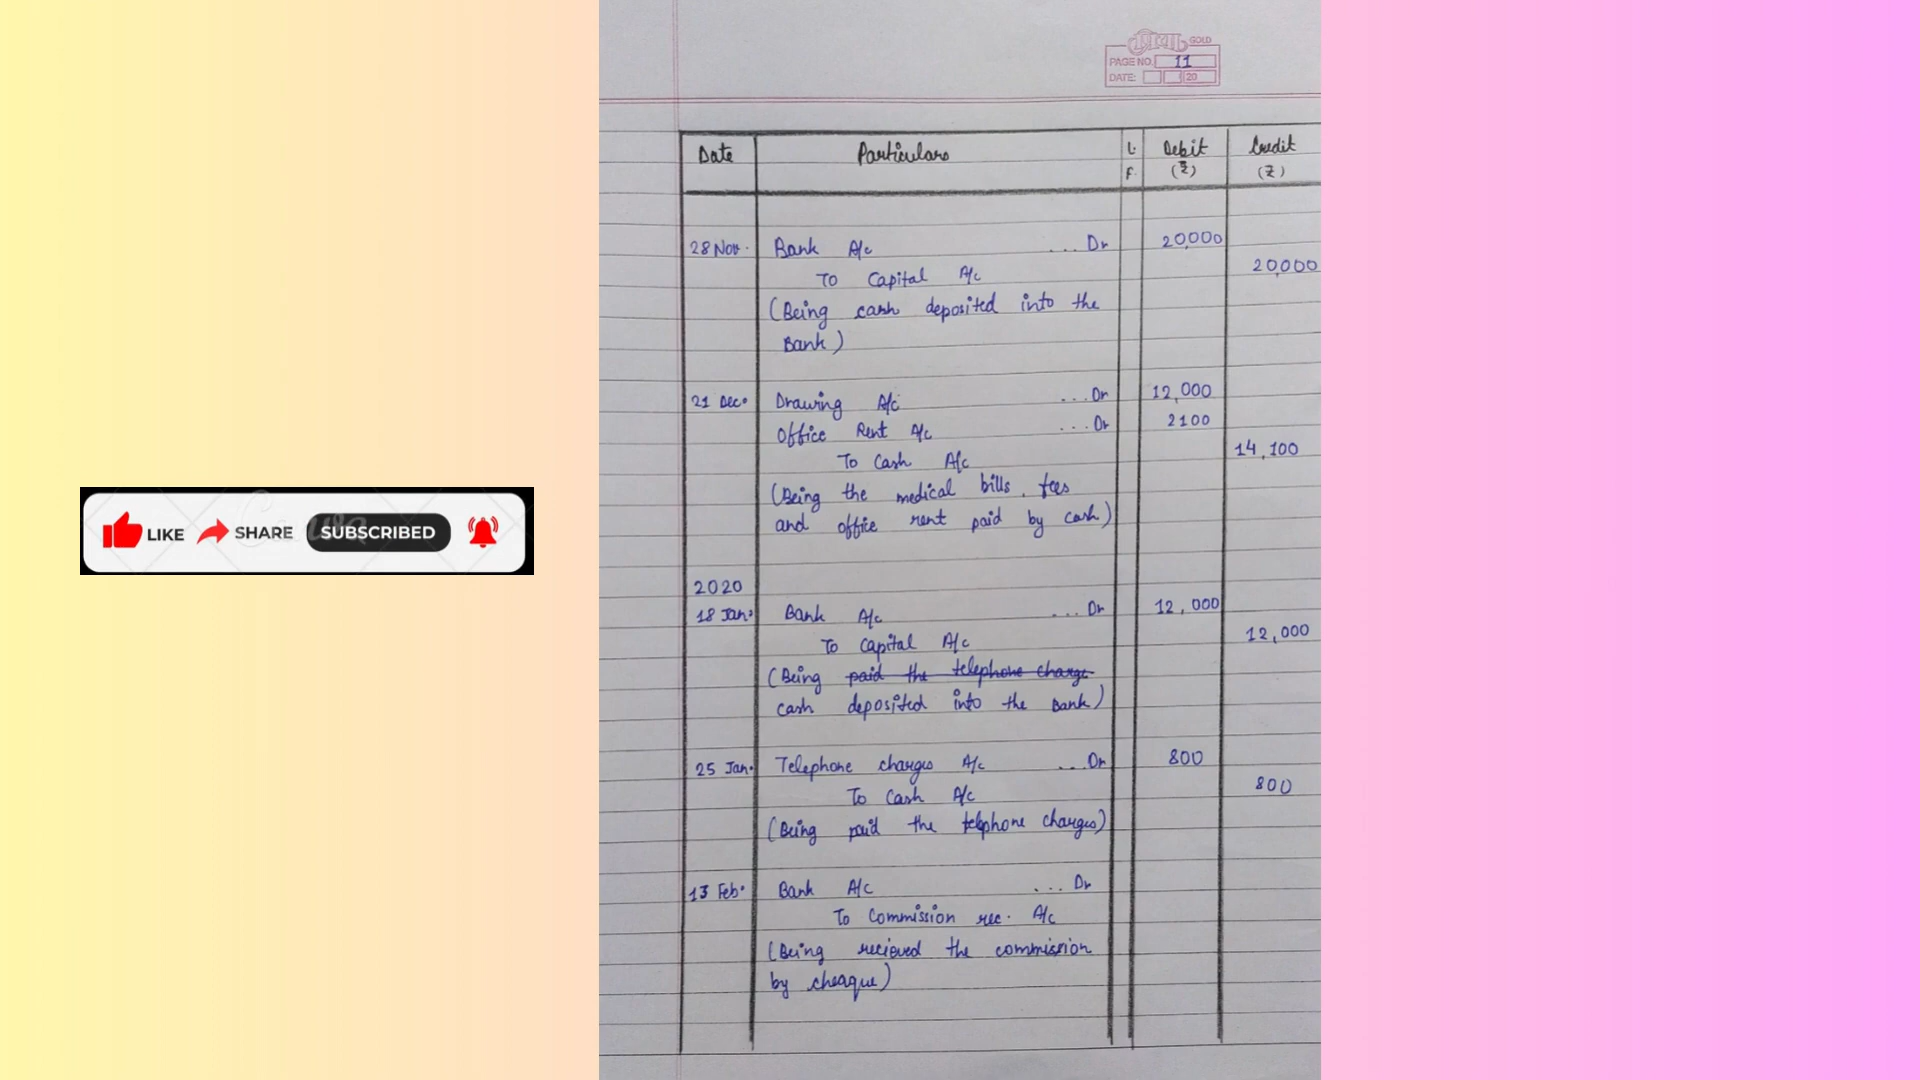 GOLD
PAGE NO. 11
DATE: 20
Date Particulars L. F. Debit (₹) Credit (₹)
28 Nov. Bank A/c ... Dr 20,000
To Capital A/c 20,000
(Being cash deposited into the
Bank)
21 Dec. Drawing A/c ... Dr 12,000
Office Rent A/c ... Dr 2100
To Cash A/c 14,100
(Being the medical bills, fees
and office rent paid by cash)
2020
18 Jan. Bank A/c ... Dr 12,000
To Capital A/c 12,000
(Being paid the telephone charge
cash deposited into the Bank)
25 Jan. Telephone charges A/c ... Dr 800
To Cash A/c 800
(Being paid the telephone charges)
13 Feb. Bank A/c ... Dr
To Commission rec. A/c
(Being recieved the commission
by cheaque)
LIKE SHARE SUBSCRIBED